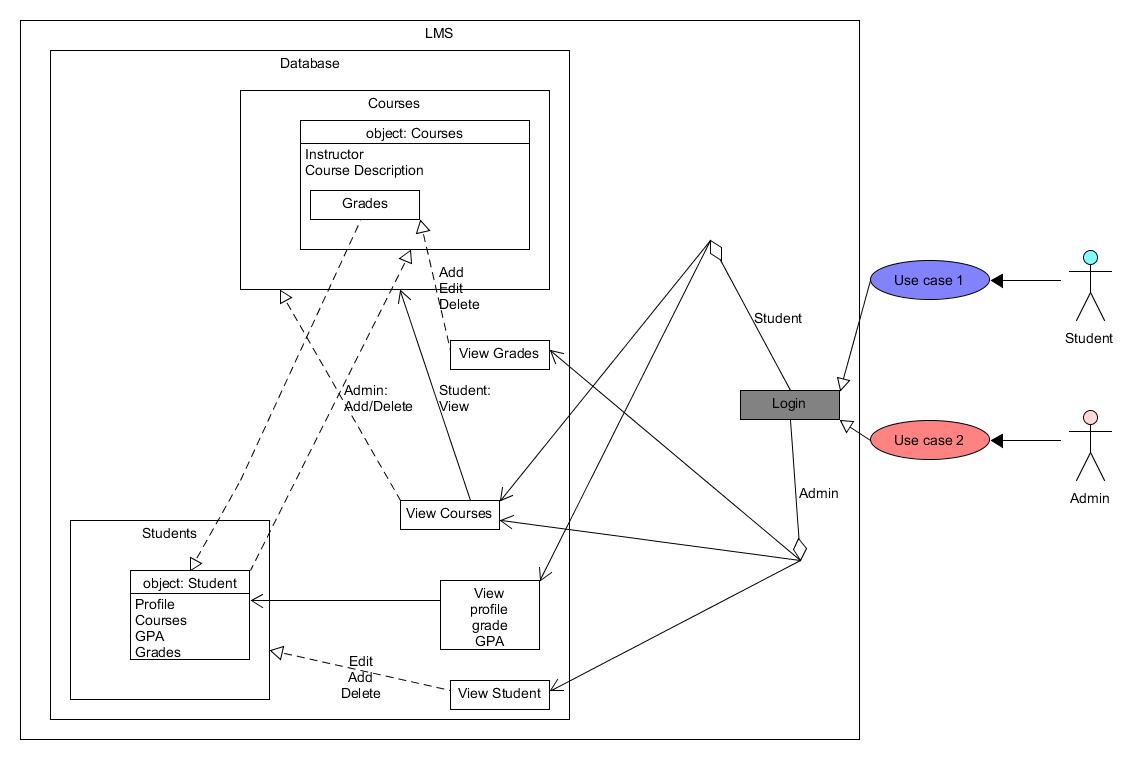 LMS
Database
Courses
object: Courses
Instructor
Course Description
Grades
Add
Edit
Delete
View Grades
Admin:
Add/Delete
Student:
View
View Courses
Students
object: Student
Profile
Courses
GPA
Grades
View
profile
grade
GPA
Edit
Add
Delete
View Student
Student
Login
Admin
Use case 1
Student
Use case 2
Admin